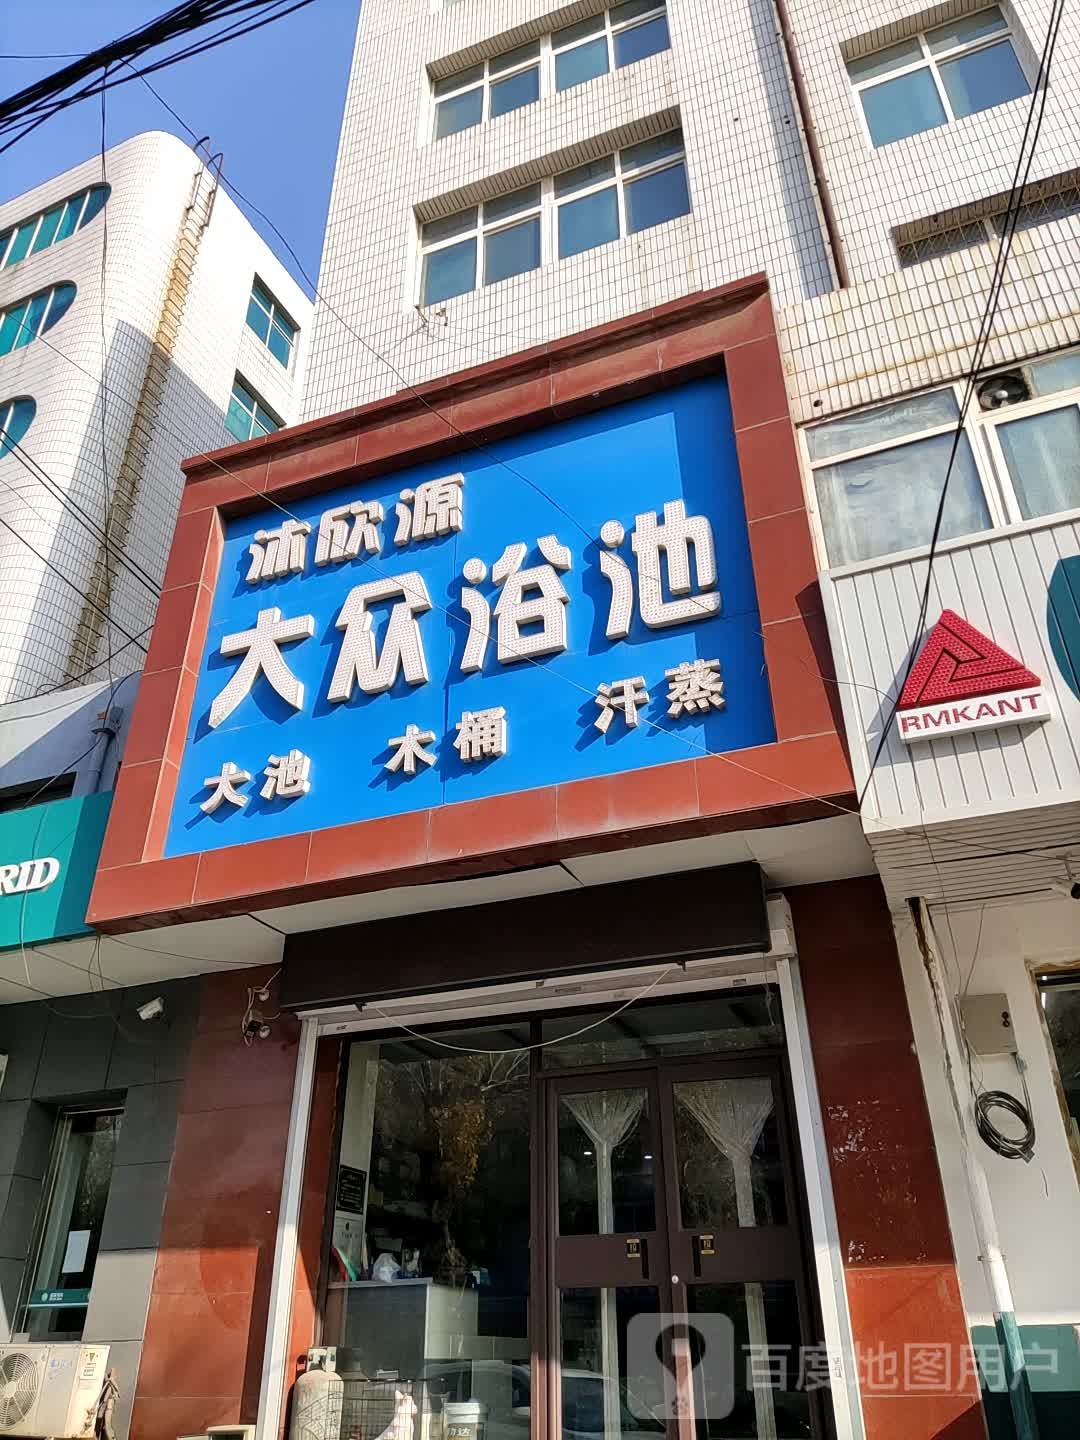 沐欣源
大众浴池
大池 木桶 汗蒸
RMKANT
RID
百度地图用户